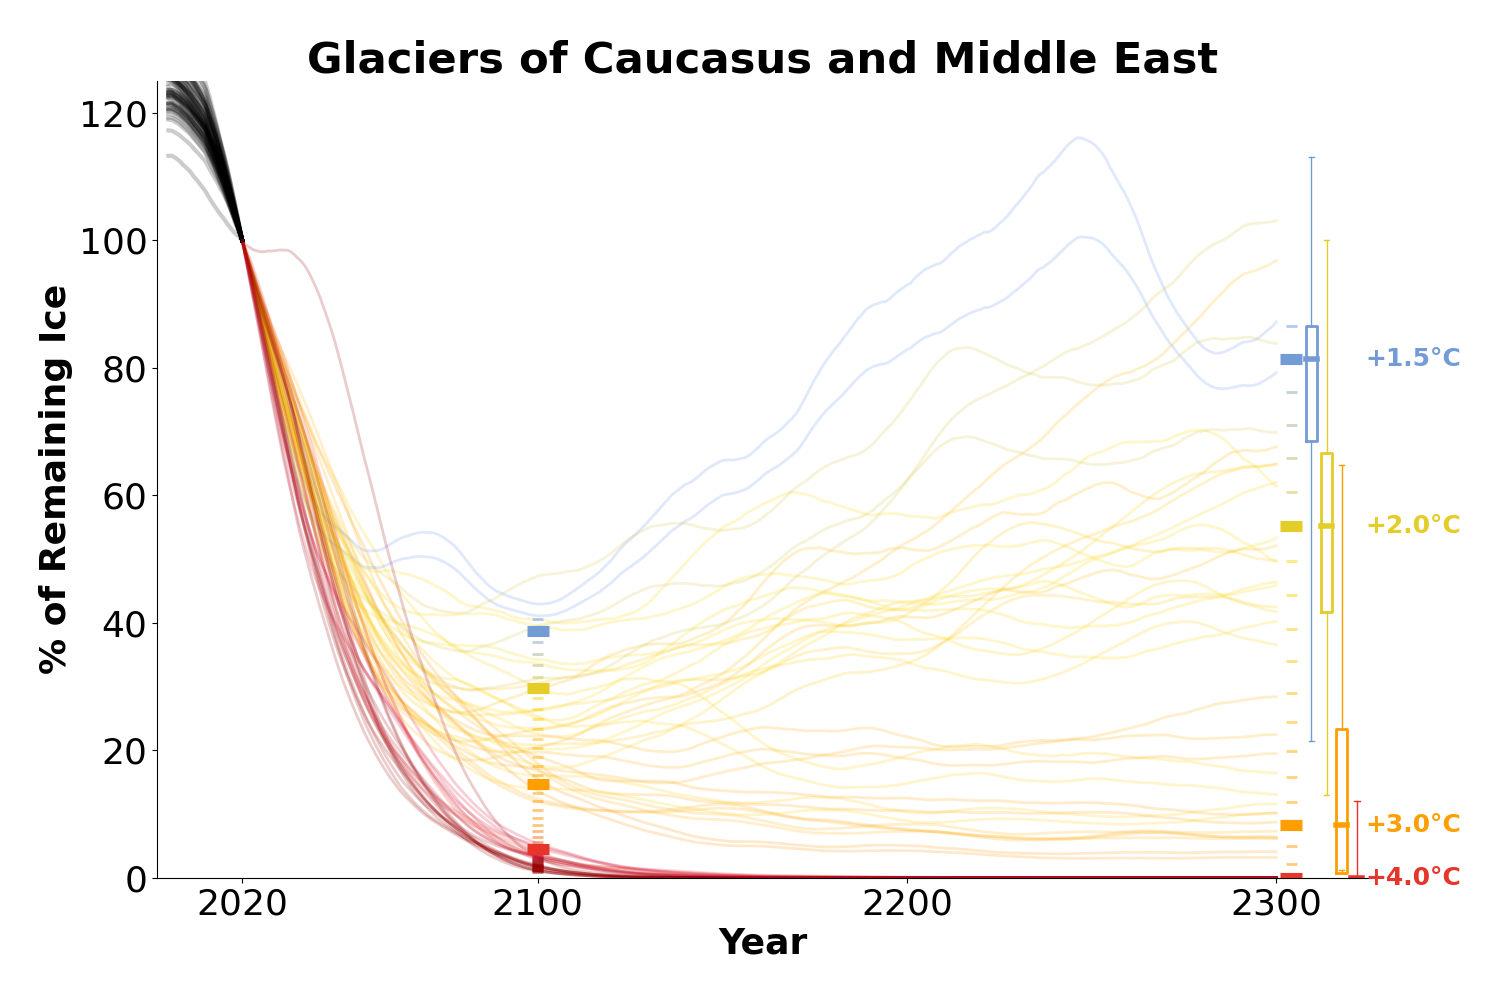 Glaciers of Caucasus and Middle East
% of Remaining Ice
120
100
80
60
40
20
0
2020
2100
2200
2300
Year
+1.5°C
+2.0°C
+3.0°C
+4.0°C